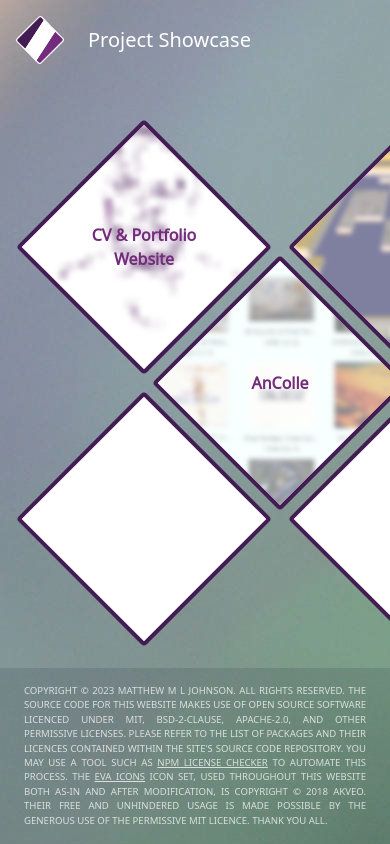 Project Showcase
CV & Portfolio
Website
AnColle
COPYRIGHT © 2023 MATTHEW M L JOHNSON. ALL RIGHTS RESERVED. THE
SOURCE CODE FOR THIS WEBSITE MAKES USE OF OPEN SOURCE SOFTWARE
LICENCED UNDER MIT, BSD-2-CLAUSE, APACHE-2.0, AND OTHER
PERMISSIVE LICENSES. PLEASE REFER TO THE LIST OF PACKAGES AND THEIR
LICENCES CONTAINED WITHIN THE SITE'S SOURCE CODE REPOSITORY. YOU
MAY USE A TOOL SUCH AS NPM LICENSE CHECKER TO AUTOMATE THIS
PROCESS. THE EVA ICONS ICON SET, USED THROUGHOUT THIS WEBSITE
BOTH AS-IN AND AFTER MODIFICATION, IS COPYRIGHT © 2018 AKVEO.
THEIR FREE AND UNHINDERED USAGE IS MADE POSSIBLE BY THE
GENEROUS USE OF THE PERMISSIVE MIT LICENCE. THANK YOU ALL.